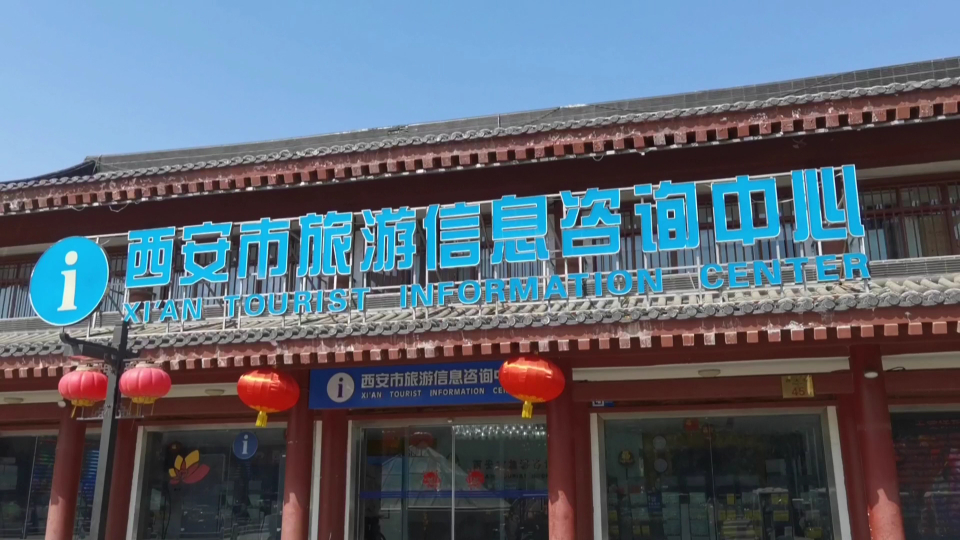 i
西安市旅游信息咨询中心
XI'AN TOURIST INFORMATION CENTER
i
西安市旅游信息咨询中
XI'AN TOURIST INFORMATION CE
i